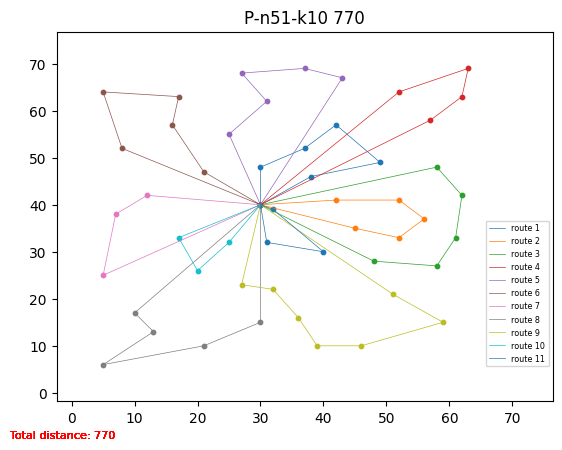 P-n51-k10 770
70
60
50
40
30
20
10
0
0 10 20 30 40 50 60 70
route 1
route 2
route 3
route 4
route 5
route 6
route 7
route 8
route 9
route 10
route 11
Total distance: 770